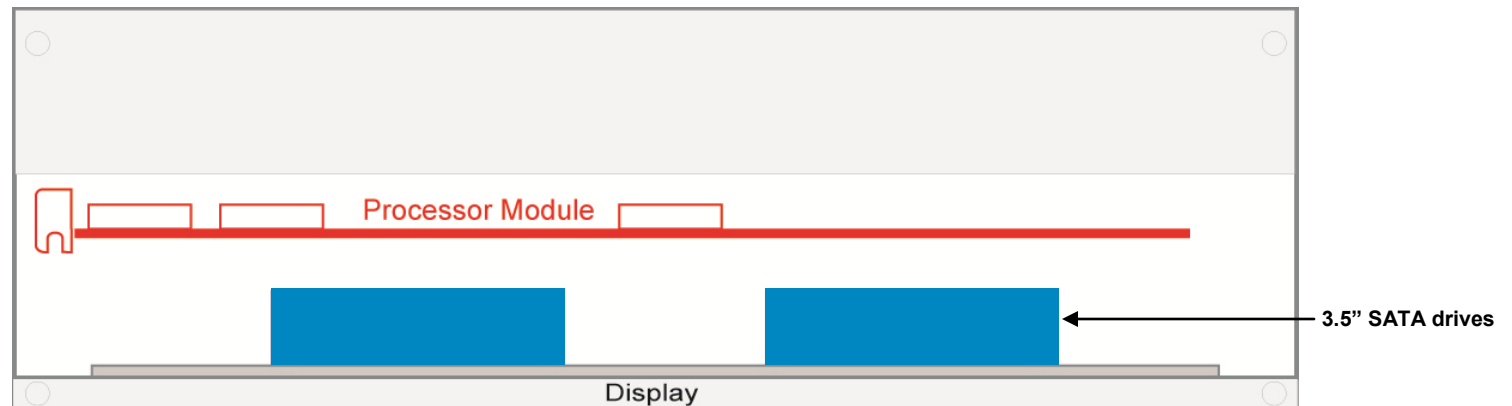 Processor Module
3.5” SATA drives
Display